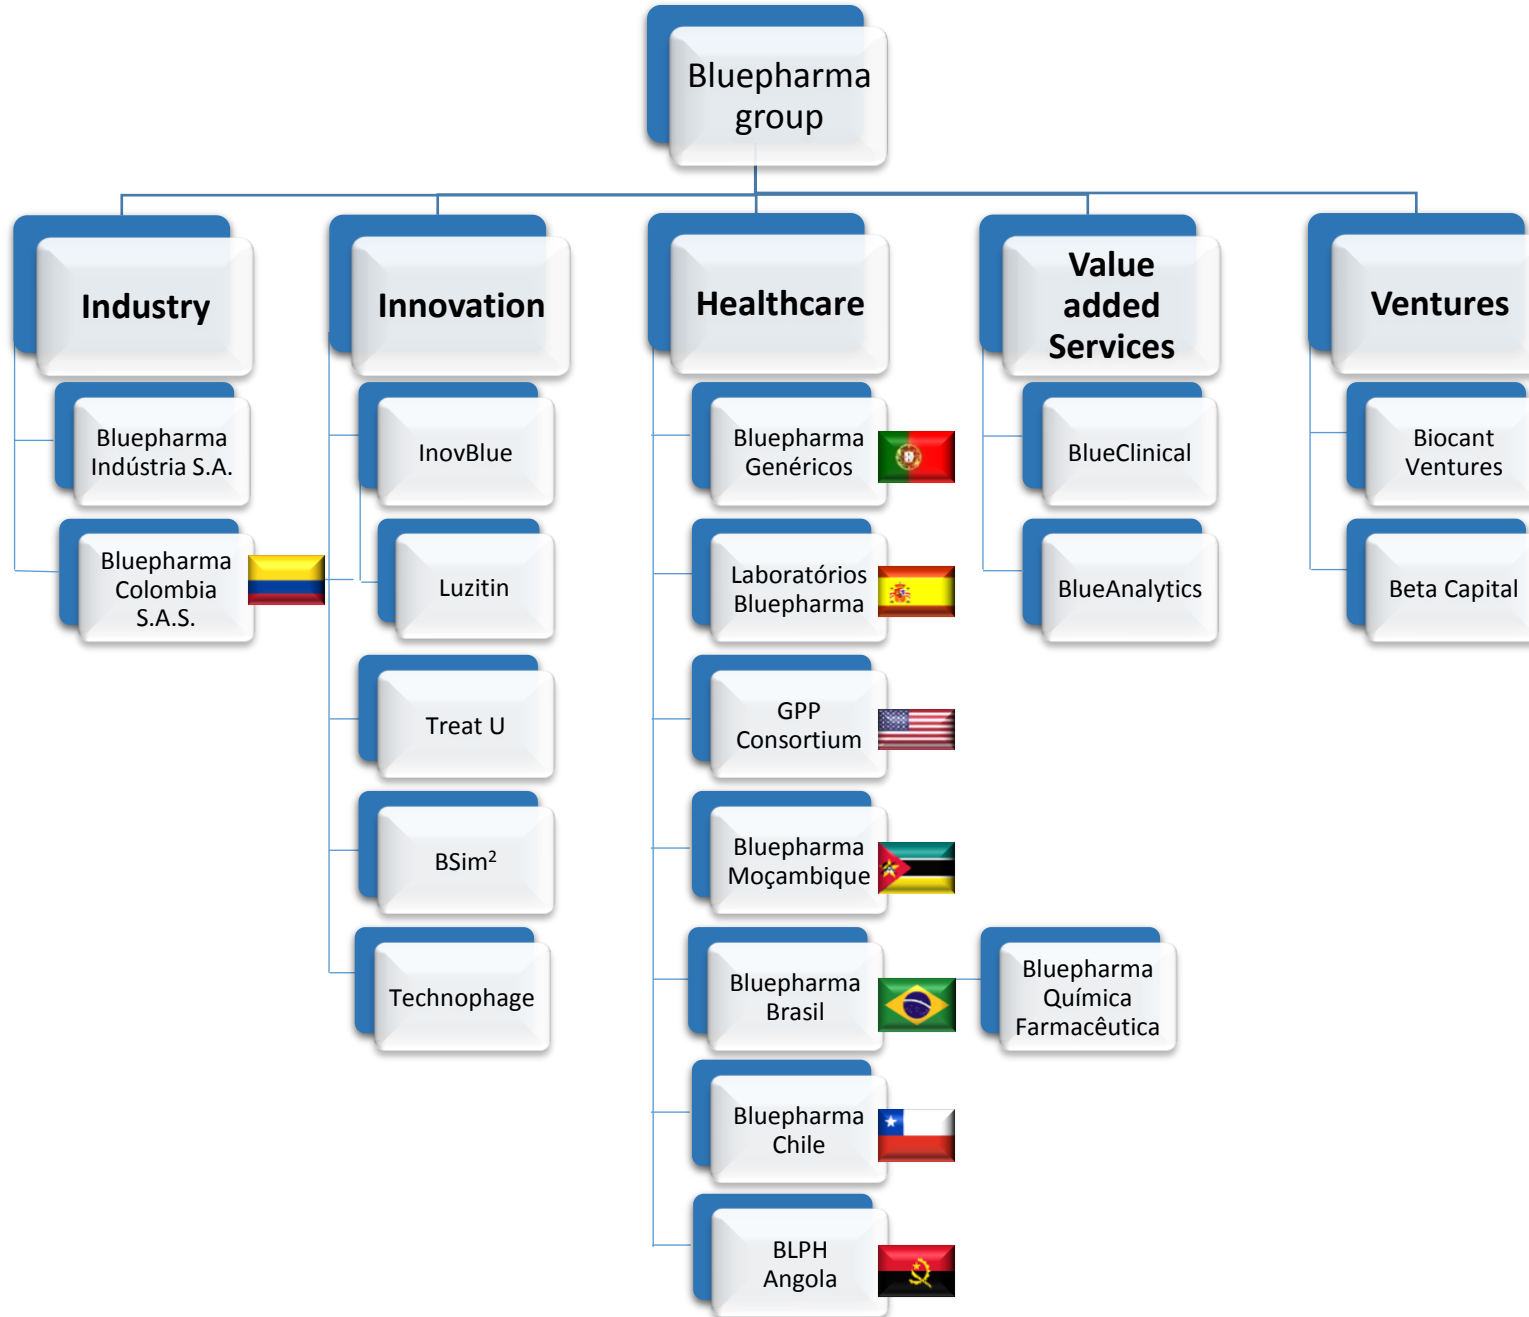 Bluepharma
group
Industry
Bluepharma
Indústria S.A.
Bluepharma
Colombia
S.A.S.
Innovation
InovBlue
Luzitin
Treat U
BSim²
Technophage
Healthcare
Bluepharma
Genéricos
Laboratórios
Bluepharma
GPP
Consortium
Bluepharma
Moçambique
Bluepharma
Brasil
Bluepharma
Química
Farmacêutica
Bluepharma
Chile
BLPH
Angola
Value
added
Services
BlueClinical
BlueAnalytics
Ventures
Biocant
Ventures
Beta Capital